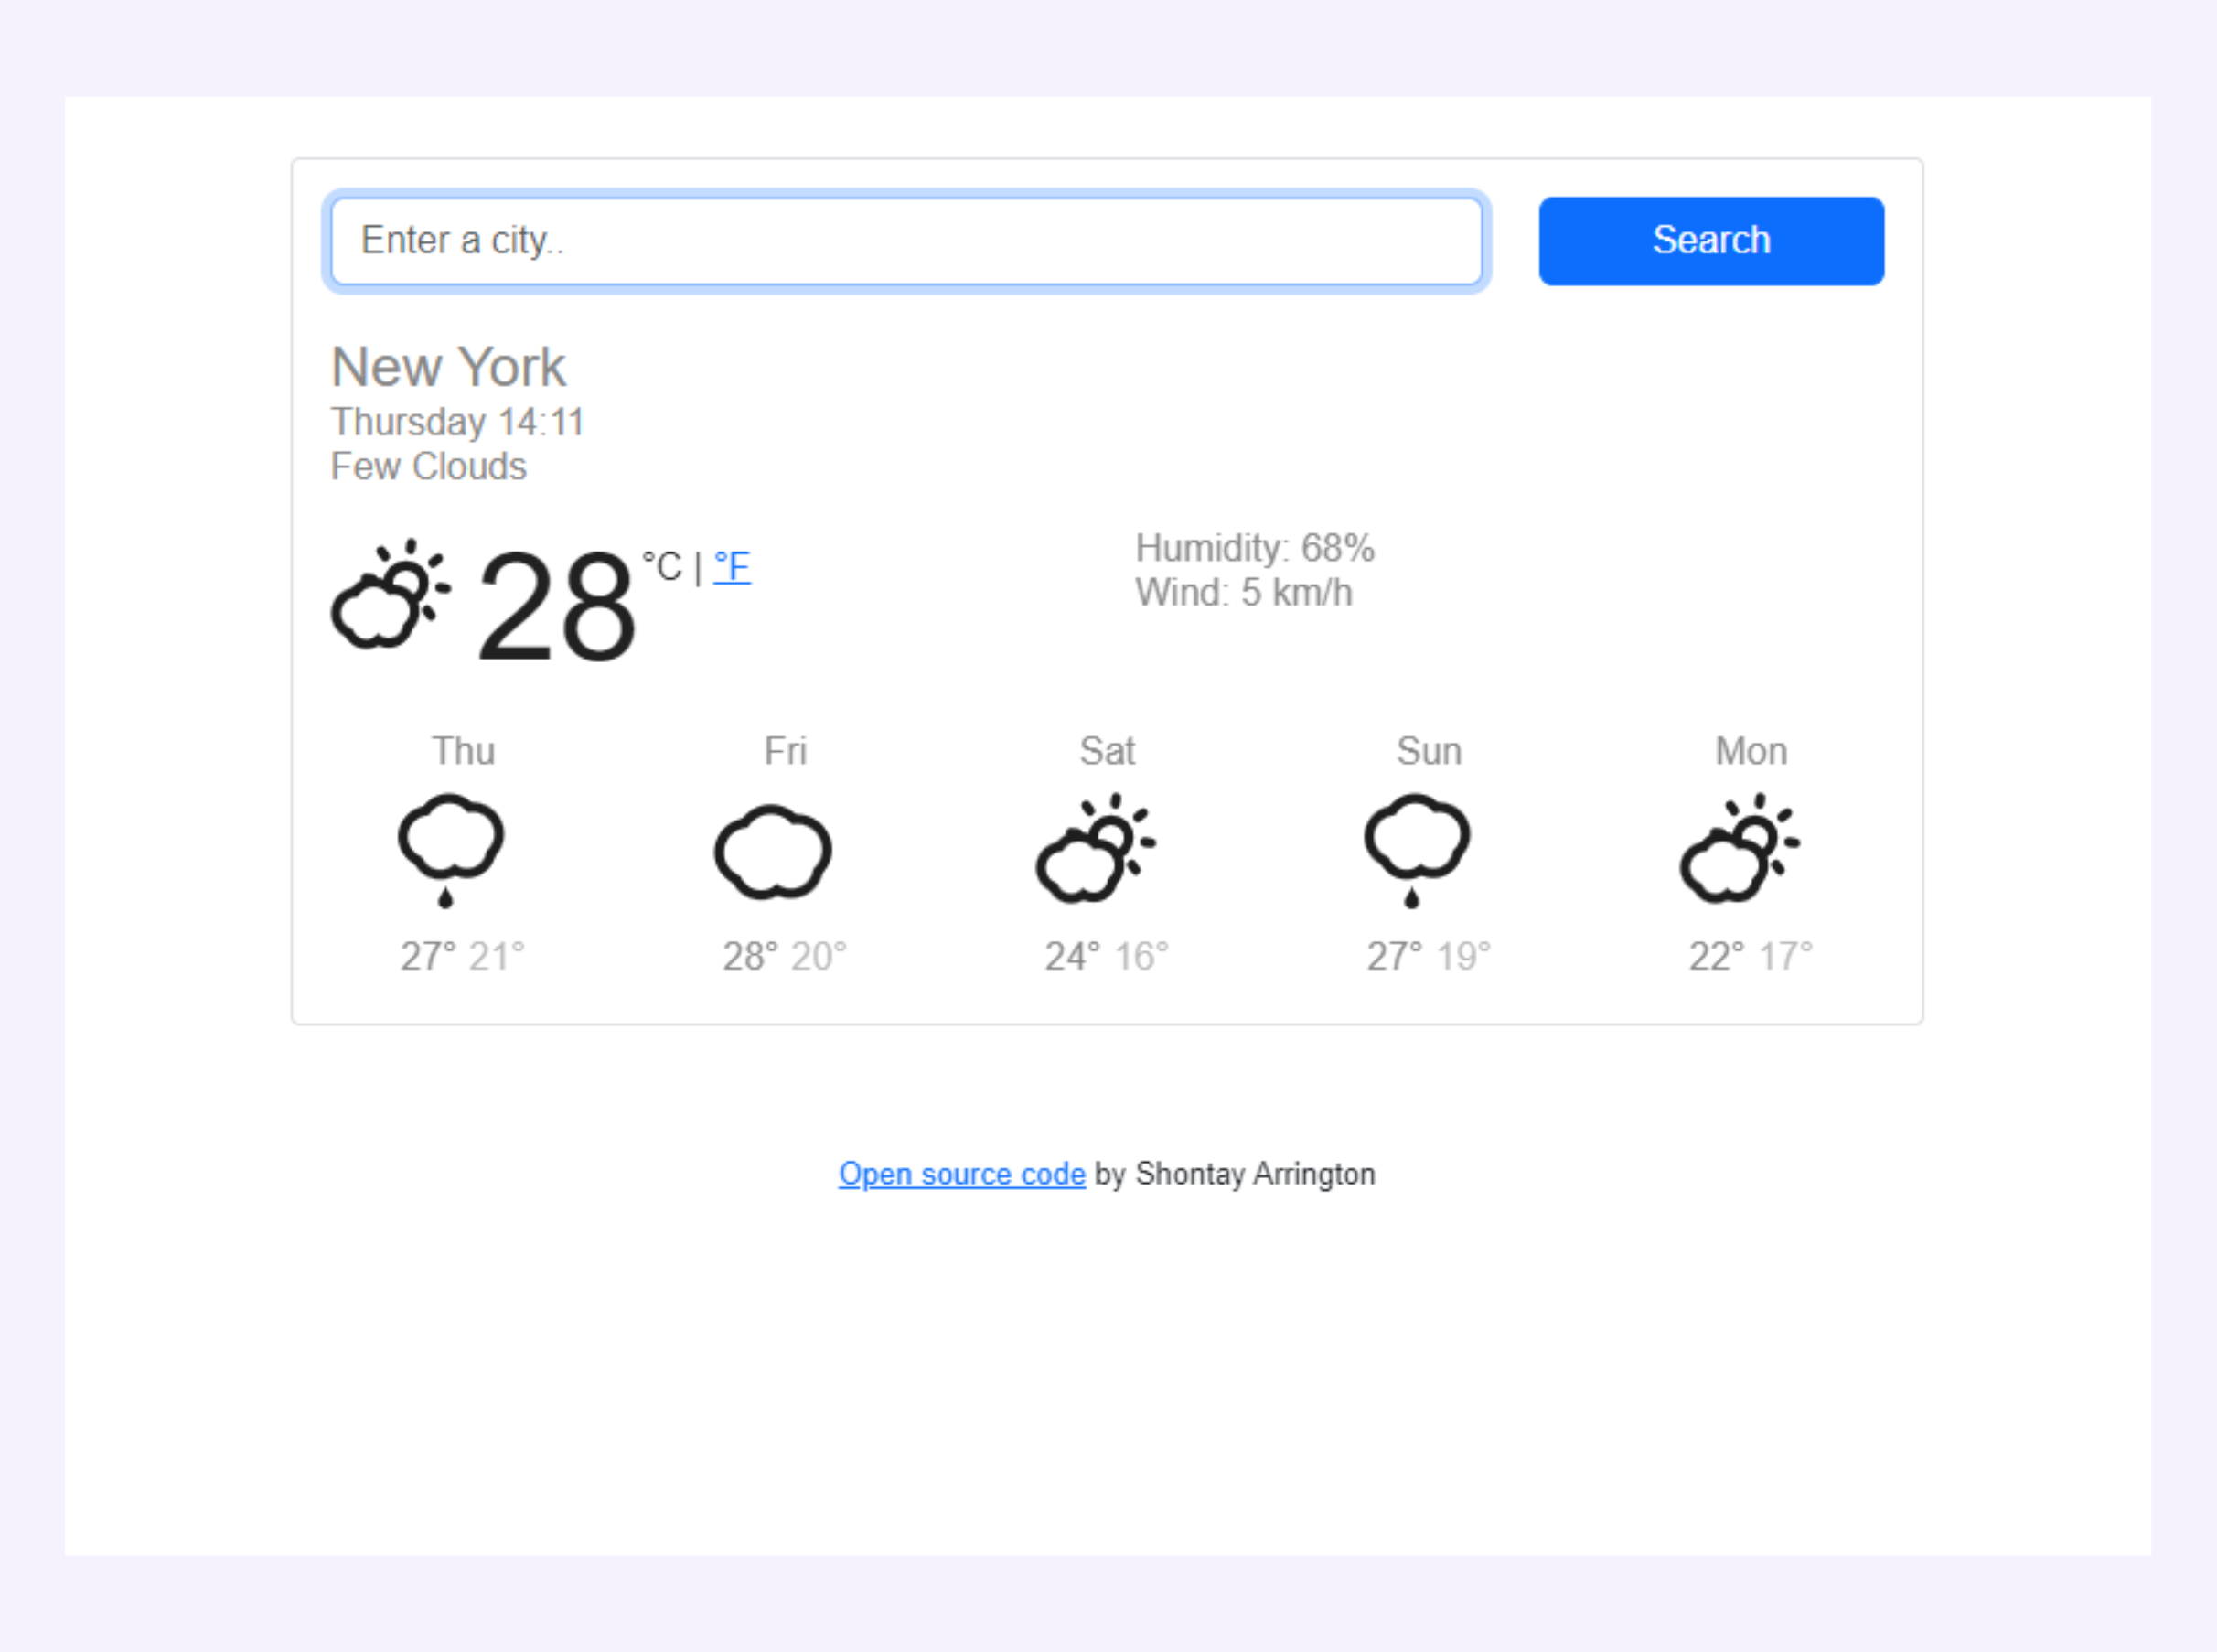 Enter a city..
Search
New York
Thursday 14:11
Few Clouds
28 °C | °F
Humidity: 68%
Wind: 5 km/h
Thu Fri Sat Sun Mon
27° 21° 28° 20° 24° 16° 27° 19° 22° 17°
Open source code by Shontay Arrington